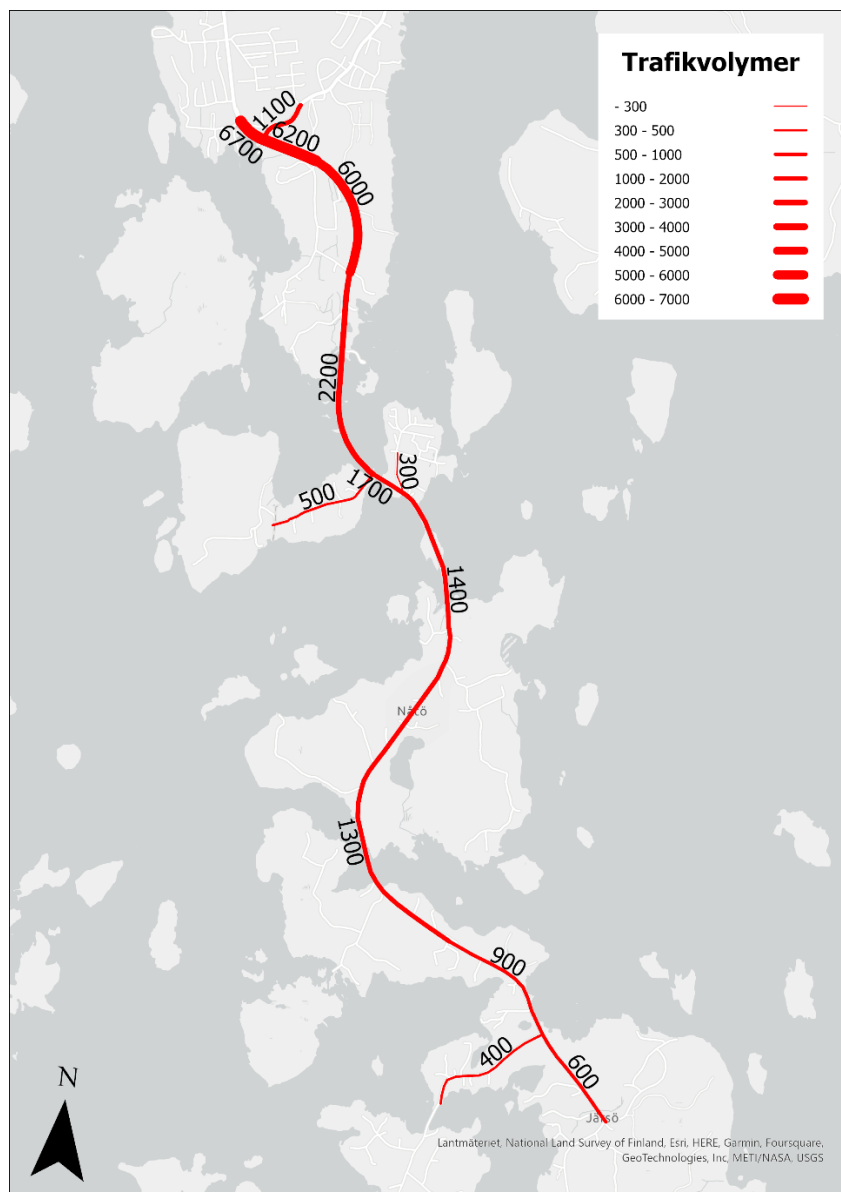 Trafikvolymer
- 300
300 - 500
500 - 1000
1000 - 2000
2000 - 3000
3000 - 4000
4000 - 5000
5000 - 6000
6000 - 7000
1100
6700
6200
6000
2200
300
1700
500
1400
Nåtö
1300
900
400
600
Järsö
N
Lantmäteriet, National Land Survey of Finland, Esri, HERE, Garmin, Foursquare,
GeoTechnologies, Inc, METI/NASA, USGS